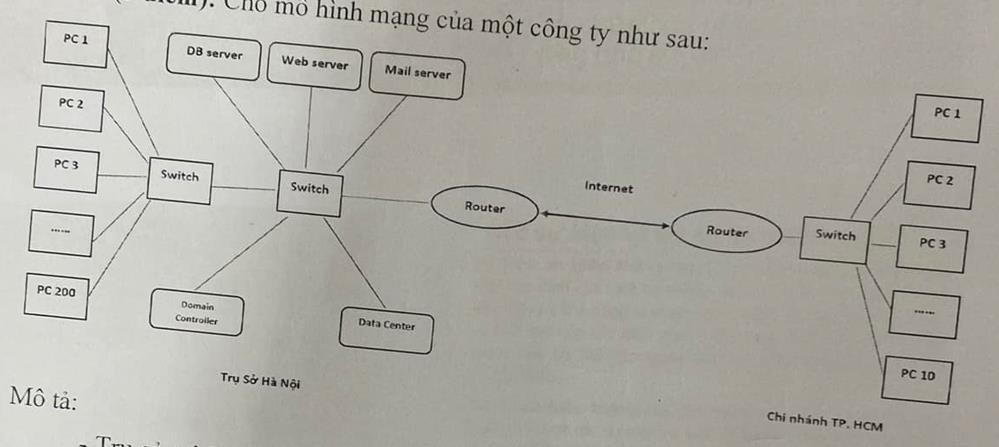 Cho mô hình mạng của một công ty như sau:
PC 1
PC 2
PC 3
......
PC 200
DB server
Web server
Mail server
Switch
Switch
Domain
Controller
Data Center
Router
Internet
Router
Switch
PC 1
PC 2
PC 3
......
PC 10
Trụ Sở Hà Nội
Chi nhánh TP. HCM
Mô tả: